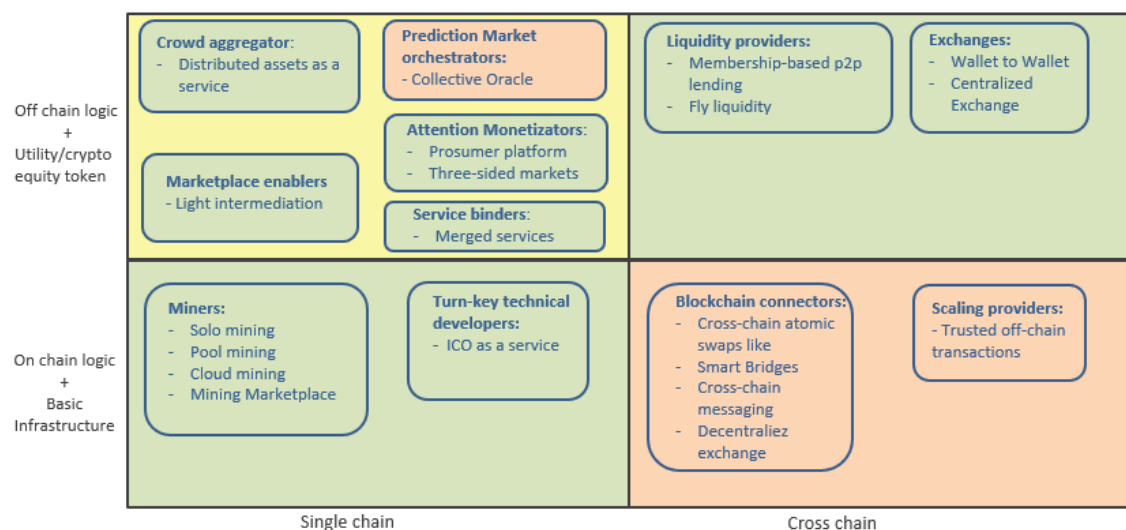 Off chain logic
+
Utility/crypto
equity token
Crowd aggregator:
- Distributed assets as a
service
Prediction Market
orchestrators:
- Collective Oracle
Marketplace enablers
- Light intermediation
Attention Monetizators:
- Prosumer platform
- Three-sided markets
Service binders:
- Merged services
Liquidity providers:
- Membership-based p2p
lending
- Fly liquidity
Exchanges:
- Wallet to Wallet
- Centralized
Exchange
On chain logic
+
Basic
Infrastructure
Miners:
- Solo mining
- Pool mining
- Cloud mining
- Mining Marketplace
Turn-key technical
developers:
- ICO as a service
Blockchain connectors:
- Cross-chain atomic
swaps like
- Smart Bridges
- Cross-chain
messaging
- Decentraliez
exchange
Scaling providers:
- Trusted off-chain
transactions
Single chain
Cross chain